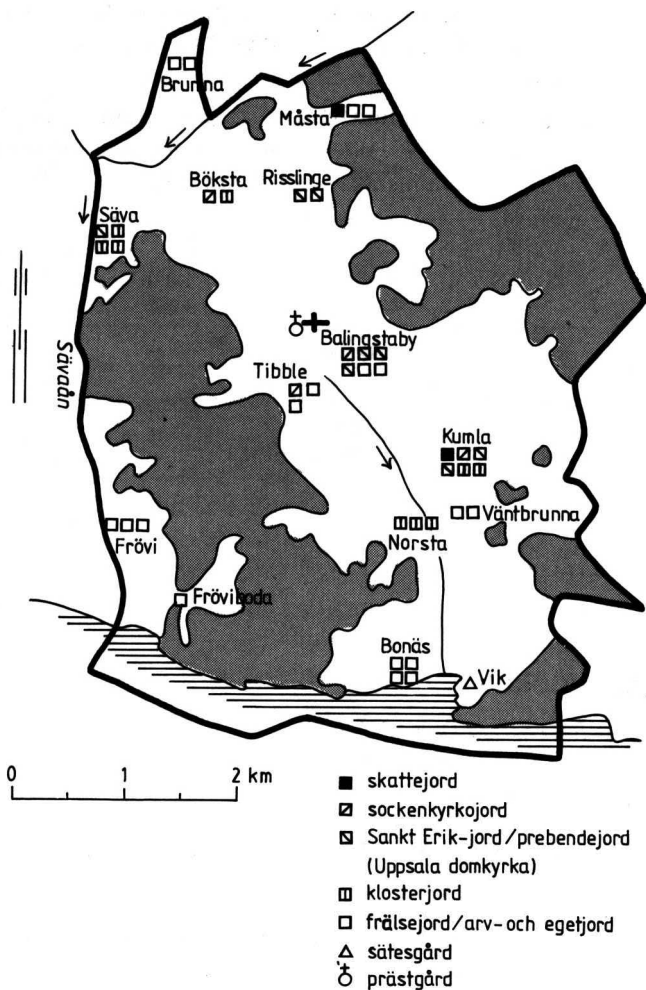 Brunna
Måsta
Böksta
Risslinge
Säva
Sävaån
Balingstaby
Tibble
Kumla
Väntbrunna
Norsta
Frövi
Fröviboda
Bonäs
Vik
0 1 2 km
skattejord
sockenkyrkojord
Sankt Erik-jord/prebendejord
(Uppsala domkyrka)
klosterjord
frälsejord/arv- och egetjord
sätesgård
prästgård